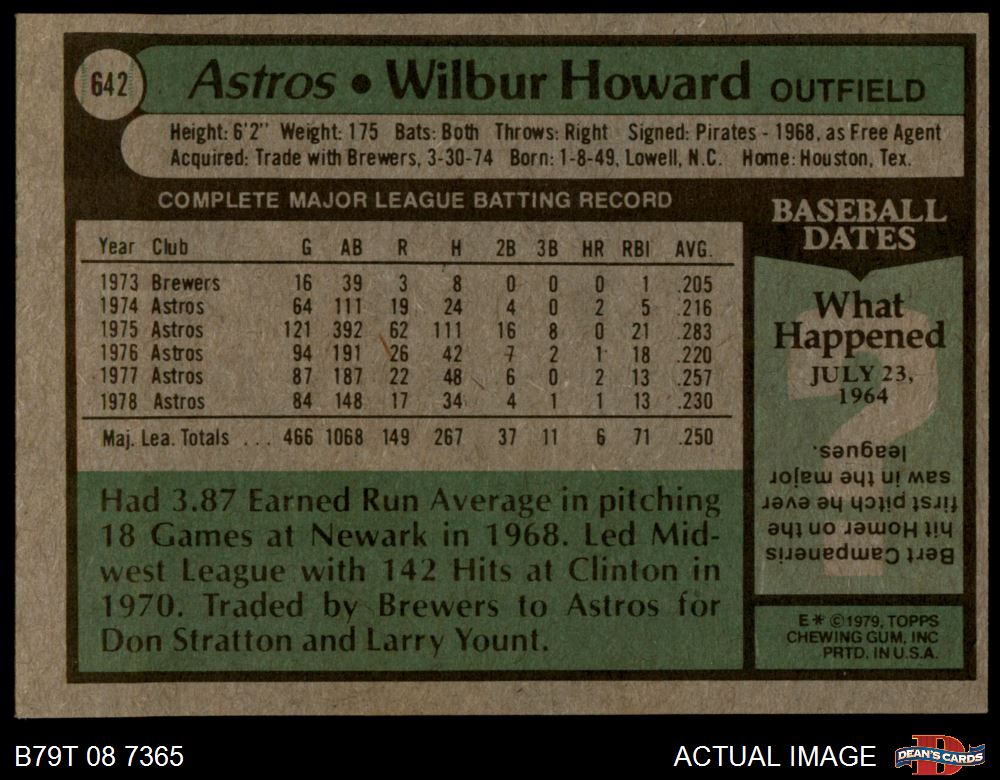 642
Astros • Wilbur Howard OUTFIELD
Height: 6'2" Weight: 175 Bats: Both Throws: Right Signed: Pirates - 1968, as Free Agent
Acquired: Trade with Brewers, 3-30-74 Born: 1-8-49, Lowell, N.C. Home: Houston, Tex.
COMPLETE MAJOR LEAGUE BATTING RECORD
Year Club G AB R H 2B 3B HR RBI AVG.
1973 Brewers 16 39 3 8 0 0 0 1 .205
1974 Astros 64 111 19 24 4 0 2 5 .216
1975 Astros 121 392 62 111 16 8 0 21 .283
1976 Astros 94 191 26 42 7 2 1 18 .220
1977 Astros 87 187 22 48 6 0 2 13 .257
1978 Astros 84 148 17 34 4 1 1 13 .230
Maj. Lea. Totals ... 466 1068 149 267 37 11 6 71 .250
Had 3.87 Earned Run Average in pitching
18 Games at Newark in 1968. Led Mid-
west League with 142 Hits at Clinton in
1970. Traded by Brewers to Astros for
Don Stratton and Larry Yount.
BASEBALL
DATES
What
Happened
JULY 23,
1964
?
Bert Campaneris
hit Homer on the
first pitch he ever
saw in the major
leagues.
E* ©1979, TOPPS
CHEWING GUM, INC
PRTD. IN U.S.A.
B79T 08 7365
ACTUAL IMAGE
D
DEAN'S CARDS